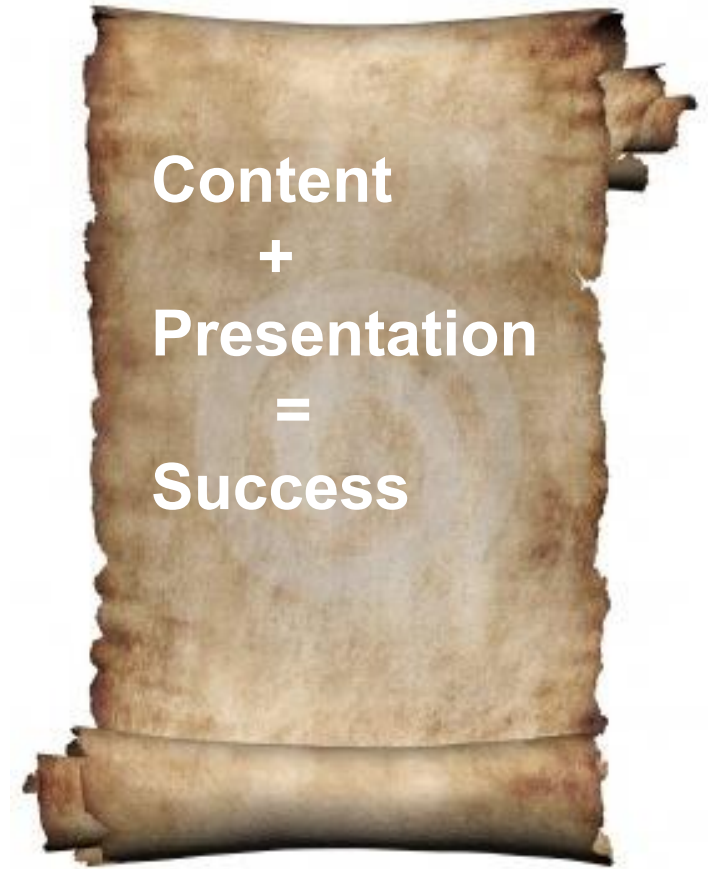 Content
+
Presentation
=
Success